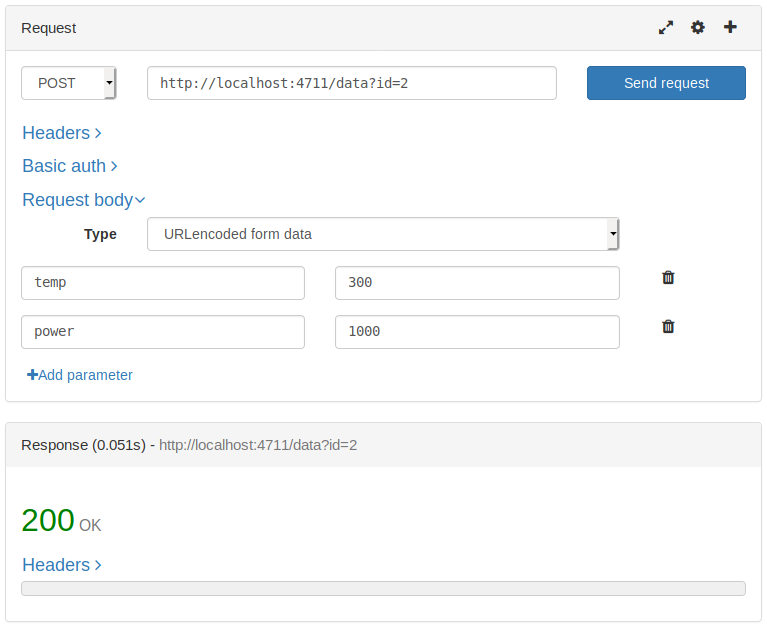 Request
POST http://localhost:4711/data?id=2 Send request
Headers
Basic auth
Request body
Type URLencoded form data
temp 300
power 1000
Add parameter
Response (0.051s) - http://localhost:4711/data?id=2
200 OK
Headers